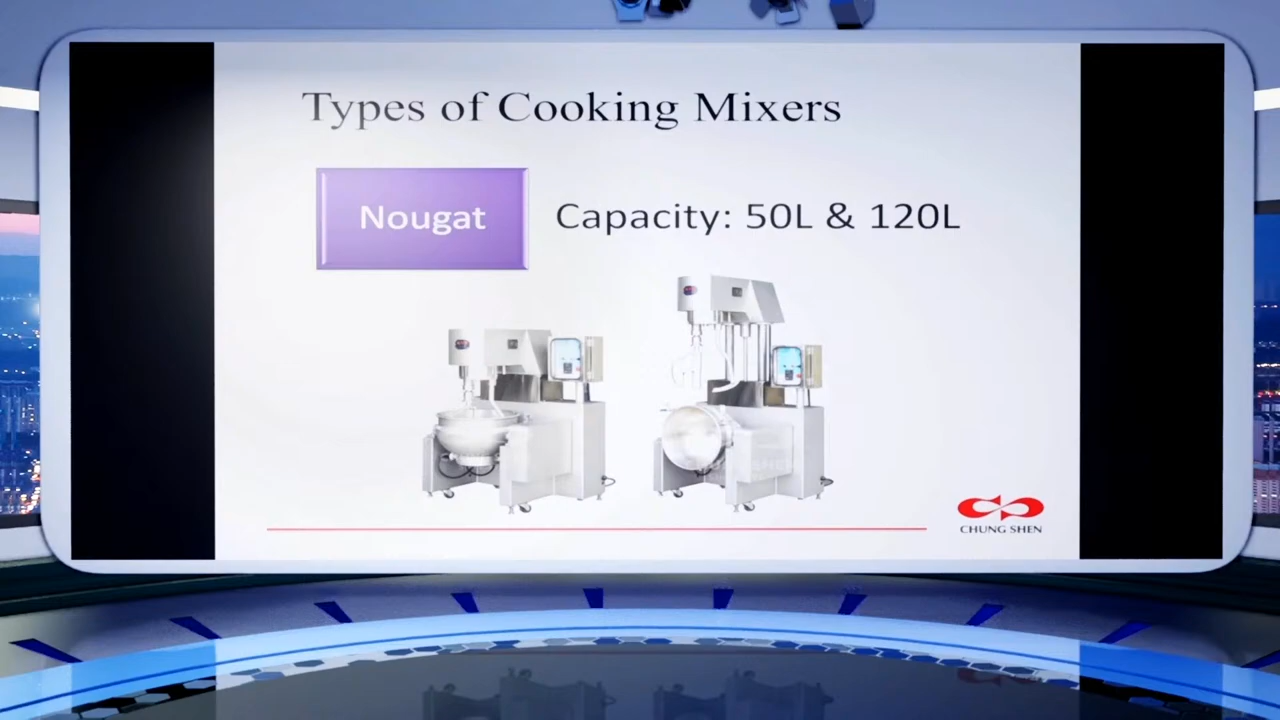 Types of Cooking Mixers
Nougat
Capacity: 50L & 120L
CHUNG SHEN